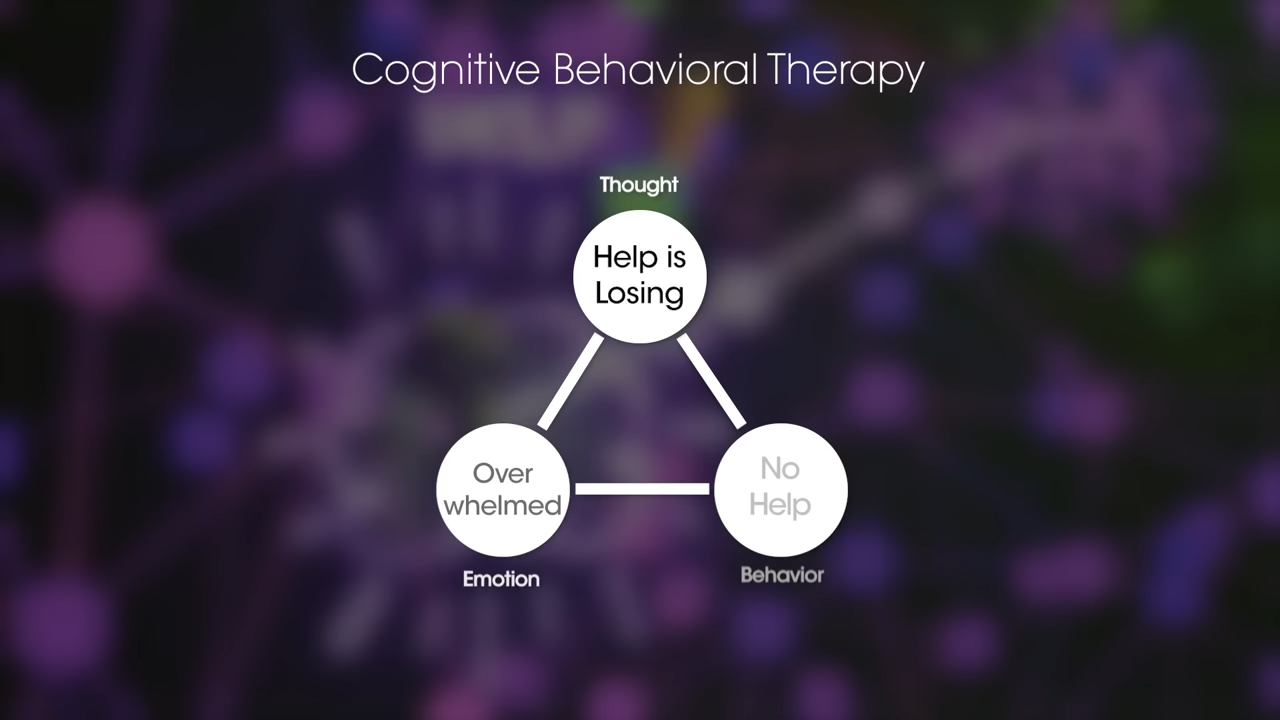 Cognitive Behavioral Therapy
Thought
Help is
Losing
Over
whelmed
No
Help
Emotion
Behavior